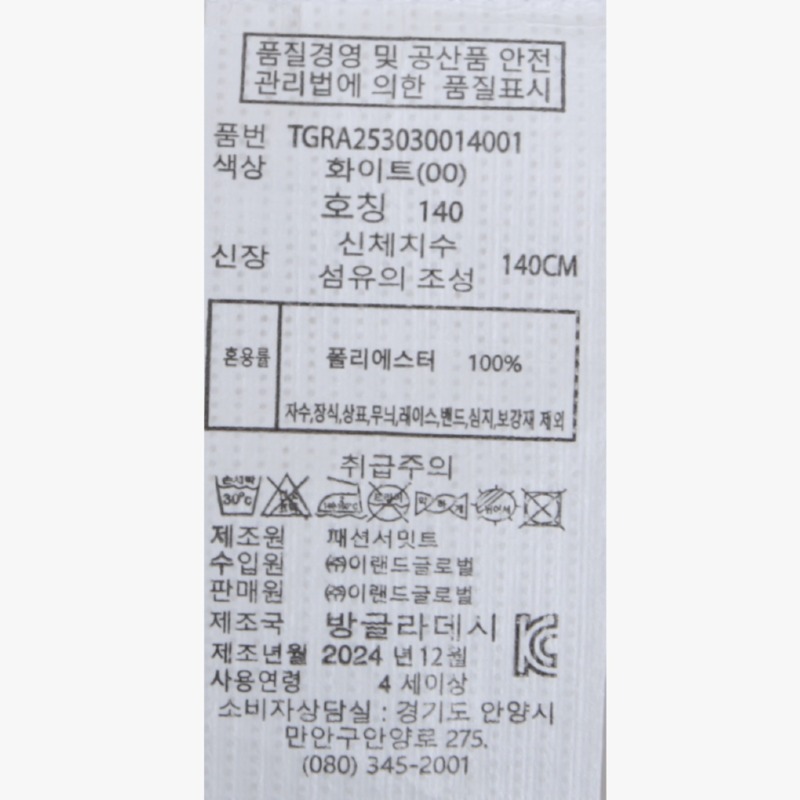 품질경영 및 공산품 안전
관리법에 의한 품질표시
품번 TGRA253030014001
색상 화이트(00)
호칭 140
신체치수
신장 140CM
섬유의 조성
혼용률 폴리에스터 100%
자수,장식,상표,무늬,레이스,밴드,심지,보강재 제외
취급주의
손세탁
30°C
제조원 패션서밋트
수입원 ㈜이랜드글로벌
판매원 ㈜이랜드글로벌
제조국 방글라데시
제조년월 2024 년12월
사용연령 4 세이상
소비자상담실 : 경기도 안양시
만안구안양로 275.
(080) 345-2001